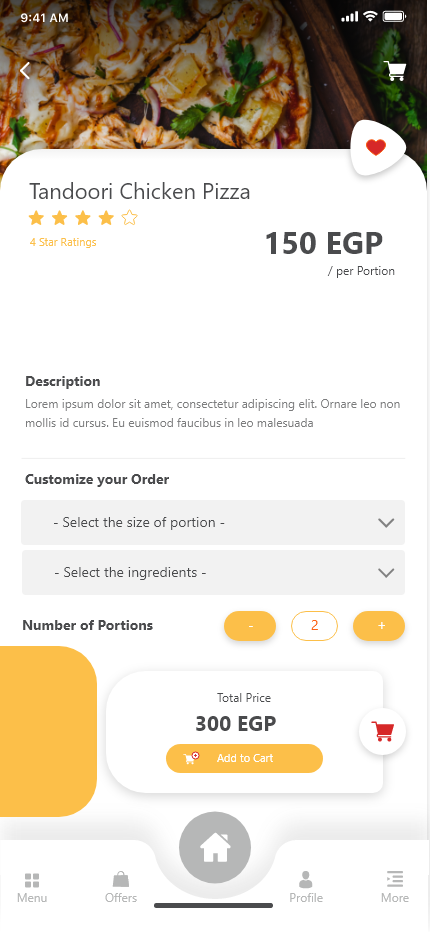 9:41 AM
Tandoori Chicken Pizza
4 Star Ratings
150 EGP
/ per Portion
Description
Lorem ipsum dolor sit amet, consectetur adipiscing elit. Ornare leo non
mollis id cursus. Eu euismod faucibus in leo malesuada
Customize your Order
- Select the size of portion -
- Select the ingredients -
Number of Portions - 2 +
Total Price
300 EGP
Add to Cart
Menu Offers Profile More